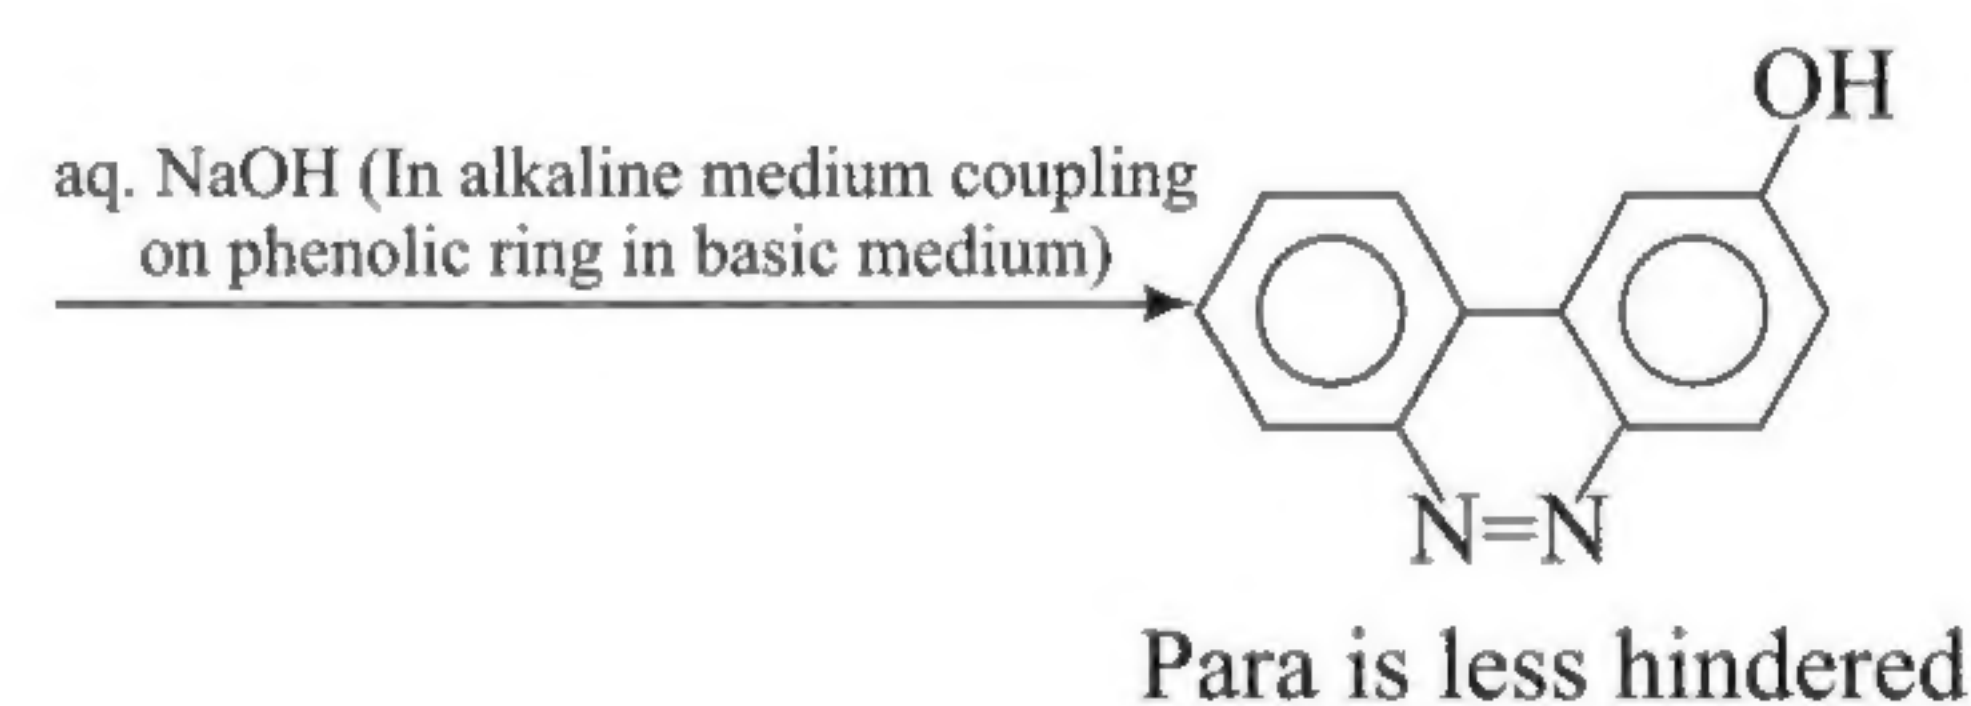 OH
aq. NaOH (In alkaline medium coupling
on phenolic ring in basic medium)
N=N
Para is less hindered